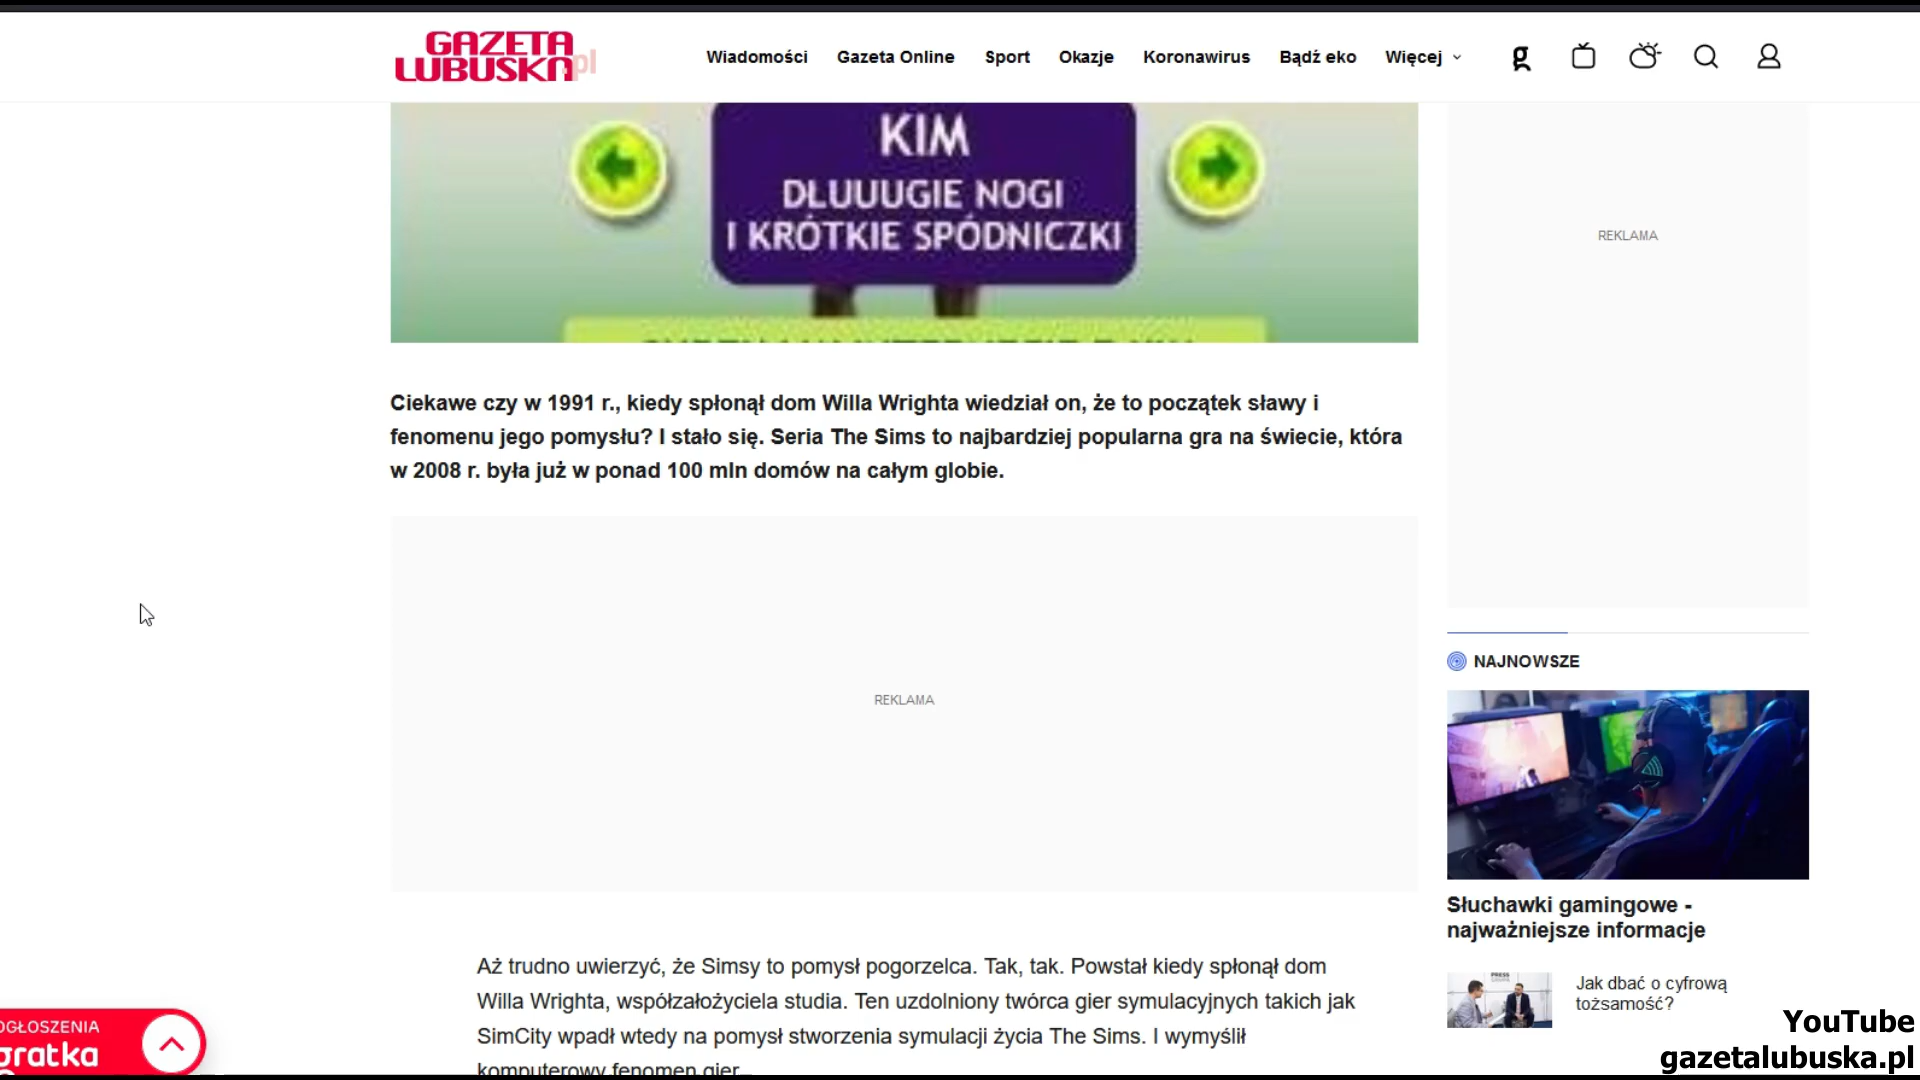 GAZETA
LUBUSKA.pl
Wiadomości Gazeta Online Sport Okazje Koronawirus Bądź eko Więcej
g
KIM
DŁUUUGIE NOGI
I KRÓTKIE SPÓDNICZKI
REKLAMA
Ciekawe czy w 1991 r., kiedy spłonął dom Willa Wrighta wiedział on, że to początek sławy i
fenomenu jego pomysłu? I stało się. Seria The Sims to najbardziej popularna gra na świecie, która
w 2008 r. była już w ponad 100 mln domów na całym globie.
REKLAMA
NAJNOWSZE
Słuchawki gamingowe -
najważniejsze informacje
Jak dbać o cyfrową
tożsamość?
Aż trudno uwierzyć, że Simsy to pomysł pogorzelca. Tak, tak. Powstał kiedy spłonął dom
Willa Wrighta, współzałożyciela studia. Ten uzdolniony twórca gier symulacyjnych takich jak
SimCity wpadł wtedy na pomysł stworzenia symulacji życia The Sims. I wymyślił
komputerowy fenomen gier
OGŁOSZENIA
gratka
YouTube
gazetalubuska.pl